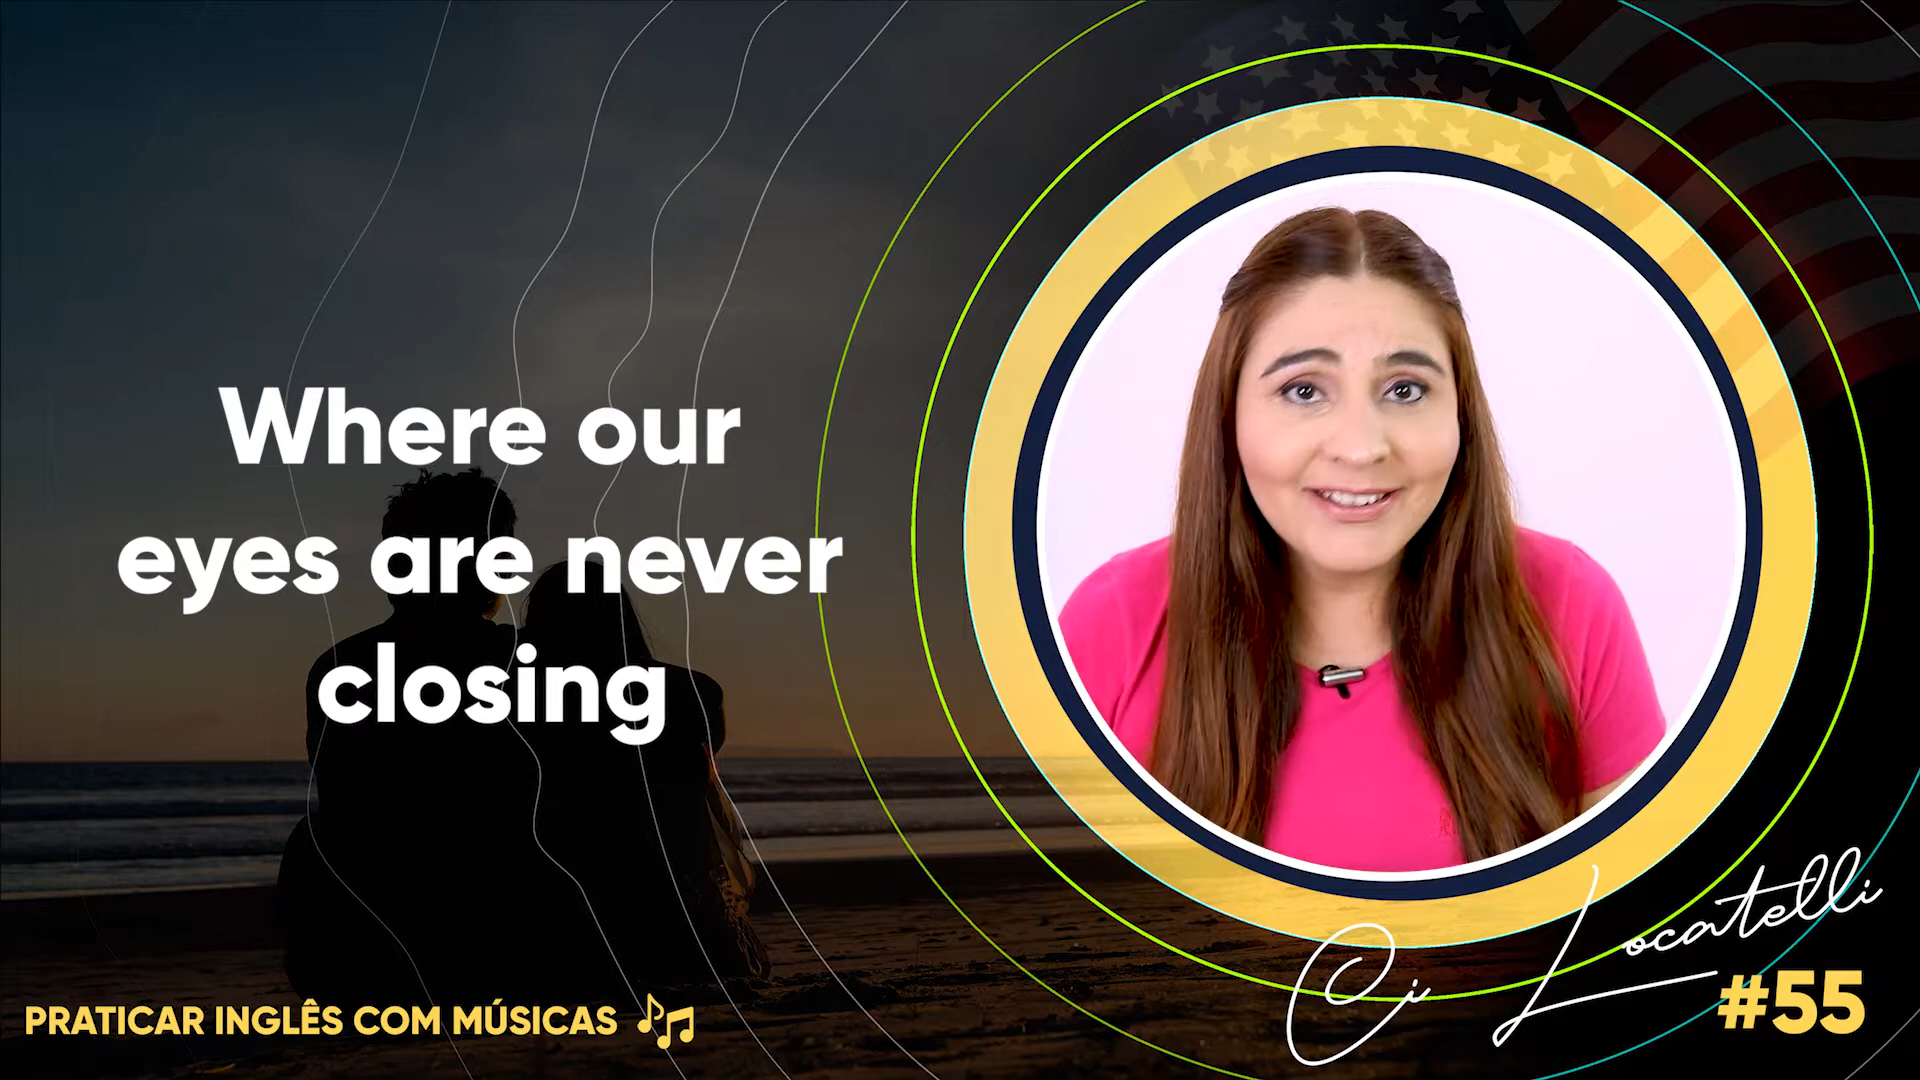 Where our
eyes are never
closing
Ci Locatelli
PRATICAR INGLÊS COM MÚSICAS
#55